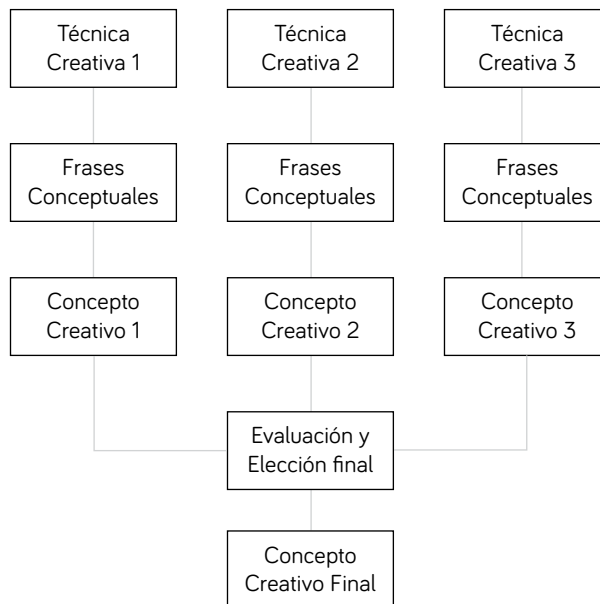 Técnica
Creativa 1
Técnica
Creativa 2
Técnica
Creativa 3
Frases
Conceptuales
Frases
Conceptuales
Frases
Conceptuales
Concepto
Creativo 1
Concepto
Creativo 2
Concepto
Creativo 3
Evaluación y
Elección final
Concepto
Creativo Final